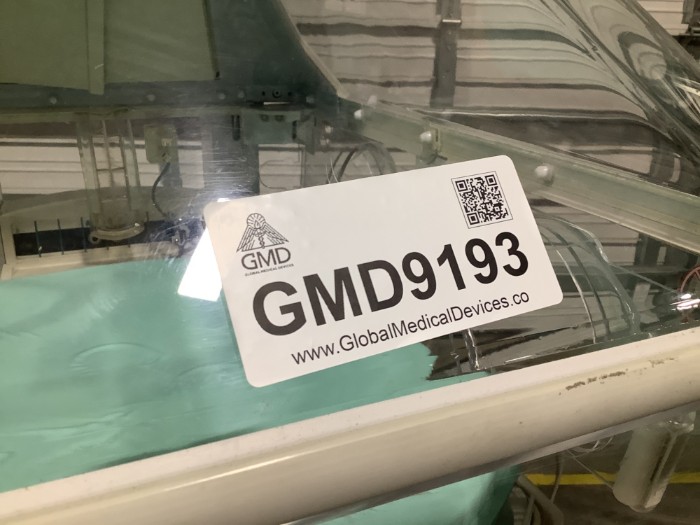 GMD
GLOBAL MEDICAL DEVICES
GMD9193
www.GlobalMedicalDevices.co